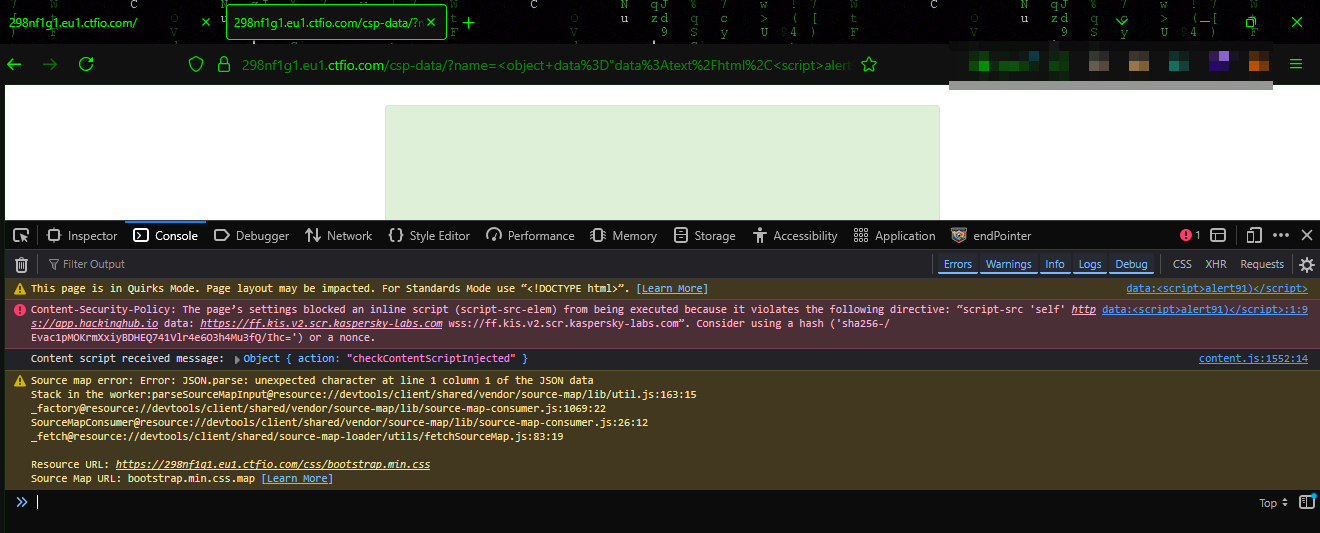 298nf1g1.eu1.ctfio.com/
298nf1g1.eu1.ctfio.com/csp-data/?n
298nf1g1.eu1.ctfio.com/csp-data/?name=<object+data%3D"data%3Atext%2Fhtml%2C<script>alert
Inspector Console Debugger Network Style Editor Performance Memory Storage Accessibility Application endPointer 1
Filter Output Errors Warnings Info Logs Debug CSS XHR Requests
This page is in Quirks Mode. Page layout may be impacted. For Standards Mode use “<!DOCTYPE html>”. [Learn More] data:<script>alert91)</script>
Content-Security-Policy: The page’s settings blocked an inline script (script-src-elem) from being executed because it violates the following directive: “script-src 'self' http data:<script>alert91)</script>:1:9
s://app.hackinghub.io data: https://ff.kis.v2.scr.kaspersky-labs.com wss://ff.kis.v2.scr.kaspersky-labs.com”. Consider using a hash ('sha256-/
Evac1pMOKrmXxiyBDHEQ741Vlr4e6O3h4Mu3fQ/Ihc=') or a nonce.
Content script received message: Object { action: "checkContentScriptInjected" } content.js:1552:14
Source map error: Error: JSON.parse: unexpected character at line 1 column 1 of the JSON data
Stack in the worker:parseSourceMapInput@resource://devtools/client/shared/vendor/source-map/lib/util.js:163:15
_factory@resource://devtools/client/shared/vendor/source-map/lib/source-map-consumer.js:1069:22
SourceMapConsumer@resource://devtools/client/shared/vendor/source-map/lib/source-map-consumer.js:26:12
_fetch@resource://devtools/client/shared/source-map-loader/utils/fetchSourceMap.js:83:19
Resource URL: https://298nf1g1.eu1.ctfio.com/css/bootstrap.min.css
Source Map URL: bootstrap.min.css.map [Learn More]
Top